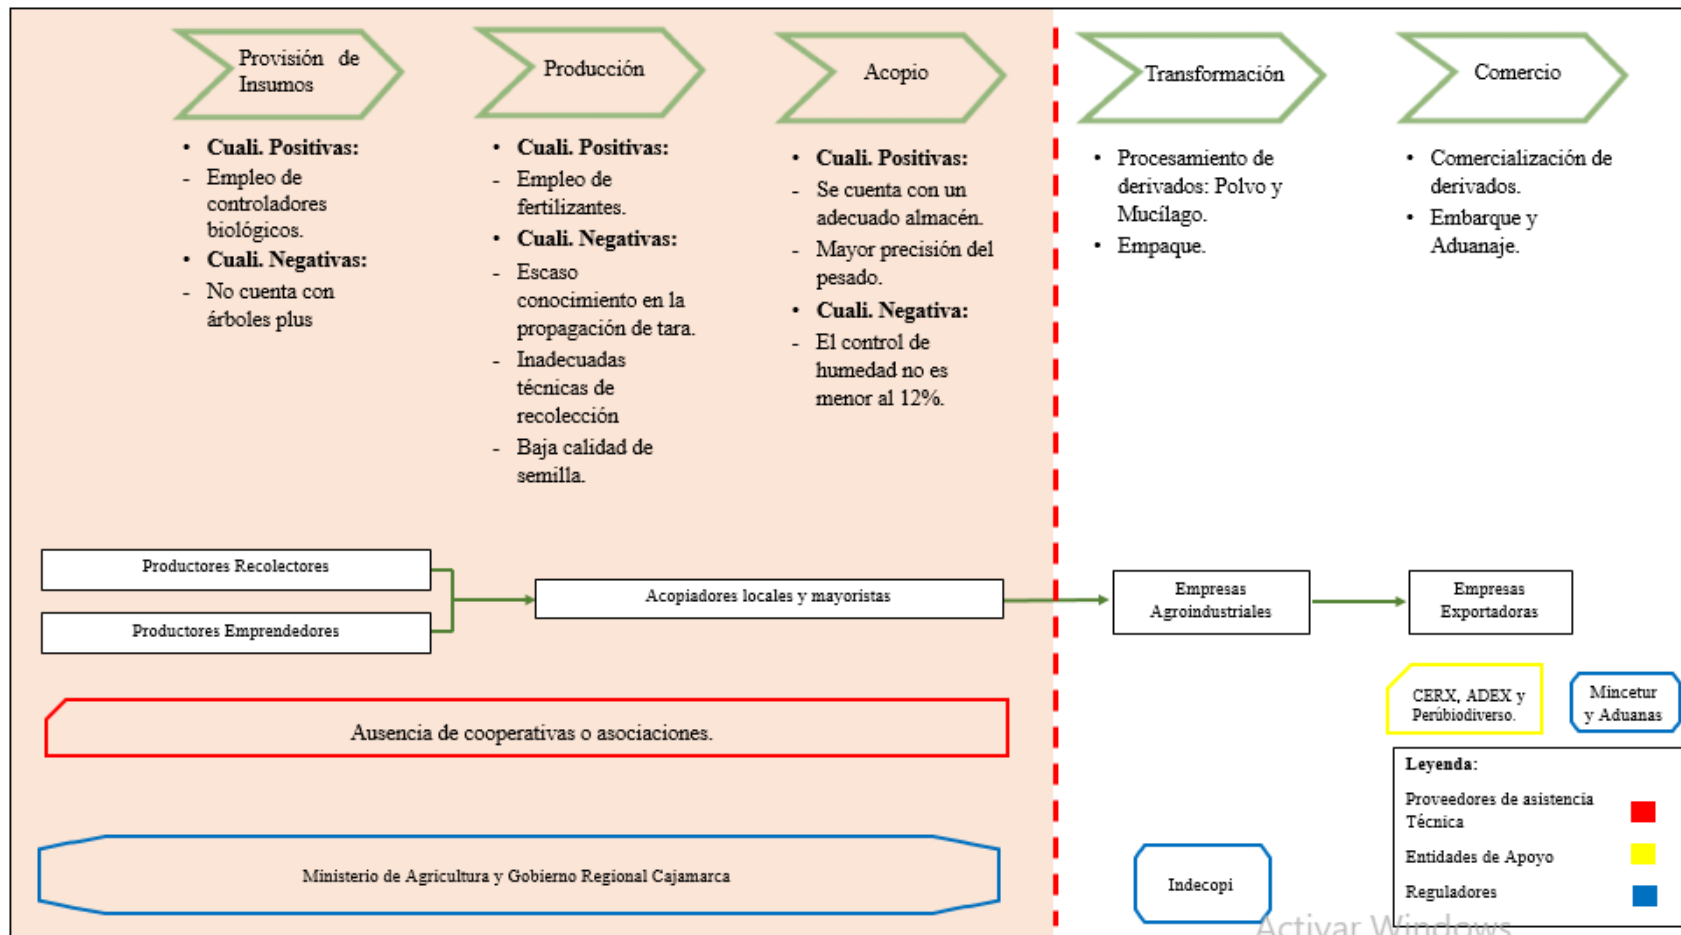 Provisión de
Insumos
Producción
Acopio
Transformación
Comercio
• Cuali. Positivas:
- Empleo de
controladores
biológicos.
• Cuali. Negativas:
- No cuenta con
árboles plus
• Cuali. Positivas:
- Empleo de
fertilizantes.
• Cuali. Negativas:
- Escaso
conocimiento en la
propagación de tara.
- Inadecuadas
técnicas de
recolección
- Baja calidad de
semilla.
• Cuali. Positivas:
- Se cuenta con un
adecuado almacén.
- Mayor precisión del
pesado.
• Cuali. Negativa:
- El control de
humedad no es
menor al 12%.
• Procesamiento de
derivados: Polvo y
Mucílago.
• Empaque.
• Comercialización de
derivados.
• Embarque y
Aduanaje.
Productores Recolectores
Productores Emprendedores
Acopiadores locales y mayoristas
Empresas
Agroindustriales
Empresas
Exportadoras
Ausencia de cooperativas o asociaciones.
CERX, ADEX y
Perúbiodiverso.
Mincetur
y Aduanas
Ministerio de Agricultura y Gobierno Regional Cajamarca
Indecopi
Leyenda:
Proveedores de asistencia
Técnica
Entidades de Apoyo
Reguladores
Activar Windows